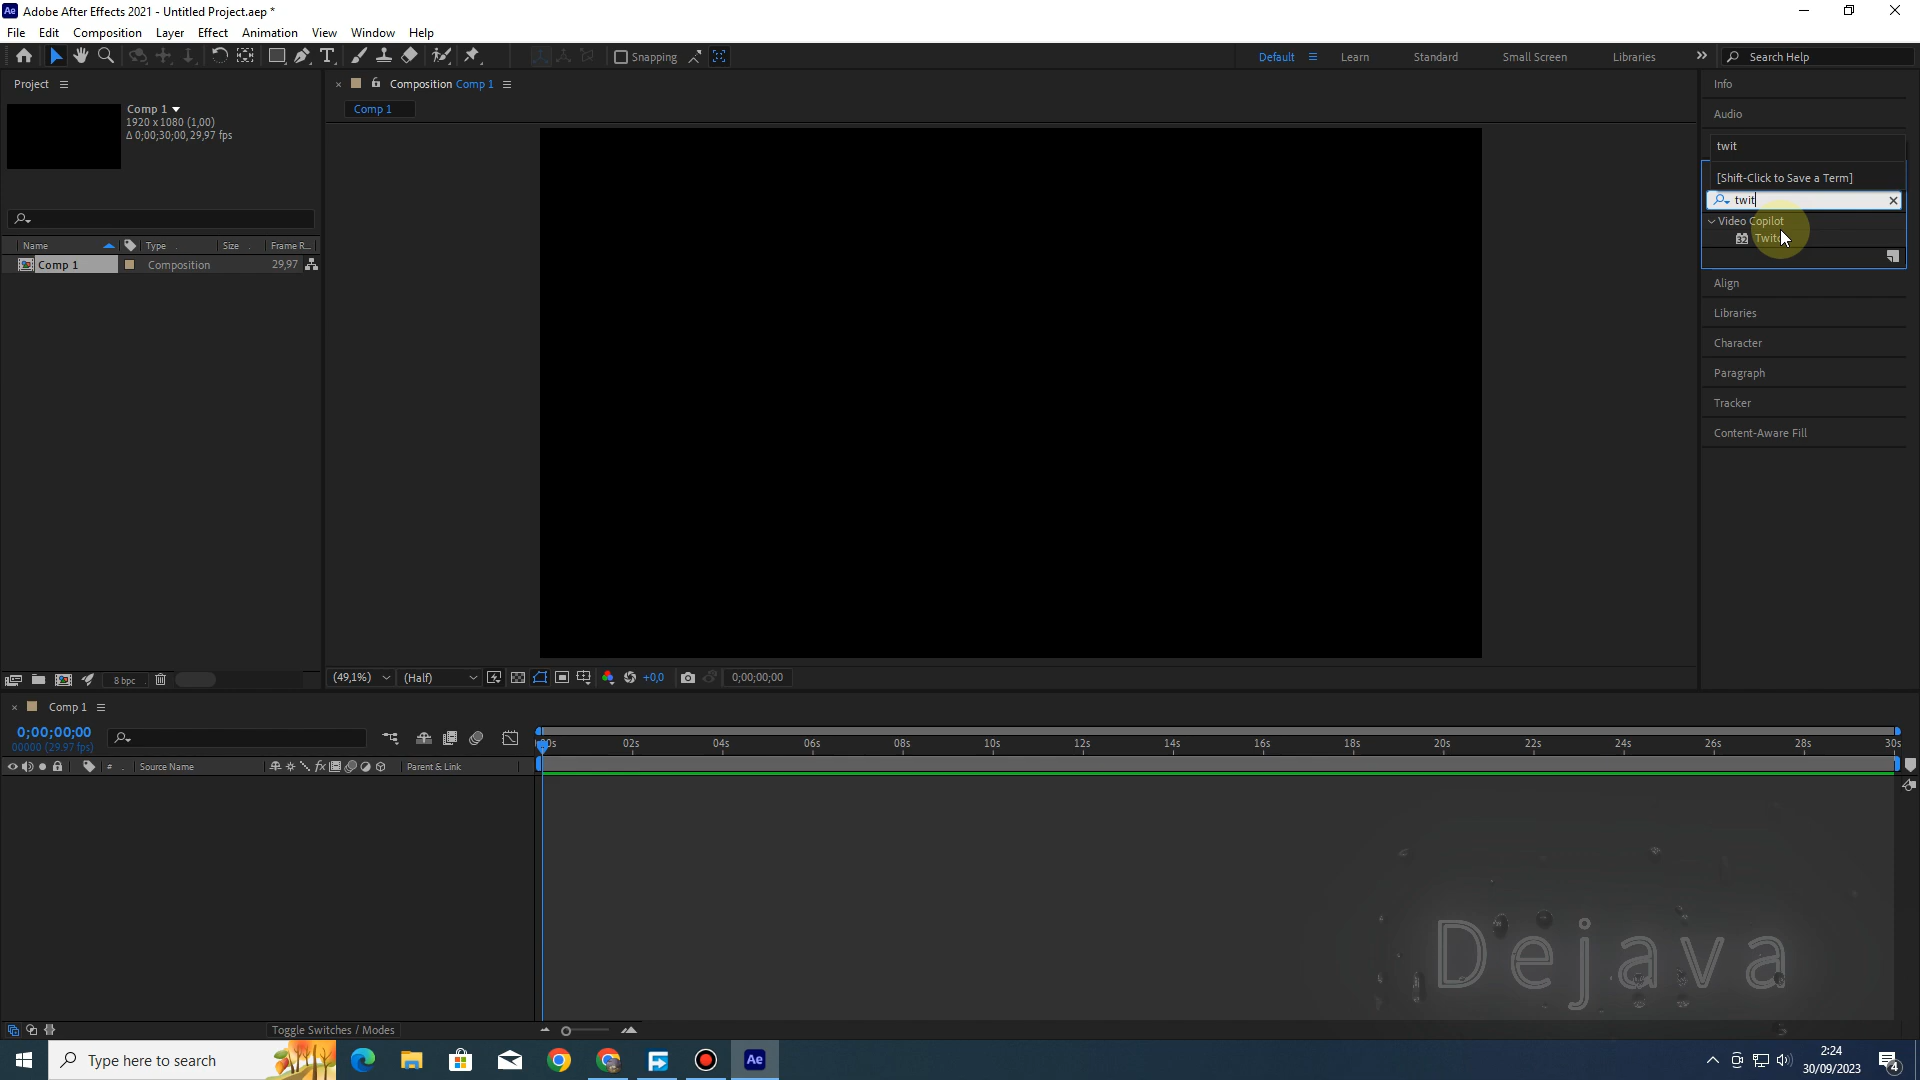 Adobe After Effects 2021 - Untitled Project.aep *
File Edit Composition Layer Effect Animation View Window Help
Snapping Default Learn Standard Small Screen Libraries Search Help
Project
Comp 1
1920 x 1080 (1,00)
Δ 0;00;30;00, 29,97 fps
Name Type Size Frame R...
Comp 1 Composition 29,97
Composition Comp 1
Comp 1
(49,1%) (Half) +0,0 0;00;00;00
8 bpc
Info
Audio
twit
[Shift-Click to Save a Term]
twit
Video Copilot
32
Align
Libraries
Character
Paragraph
Tracker
Content-Aware Fill
Comp 1
0;00;00;00
00000 (29.97 fps)
02s 04s 06s 08s 10s 12s 14s 16s 18s 20s 22s 24s 26s 28s 30s
# Source Name fx Parent & Link
Toggle Switches / Modes
Dejava
Type here to search
Ae
2:24
30/09/2023
4